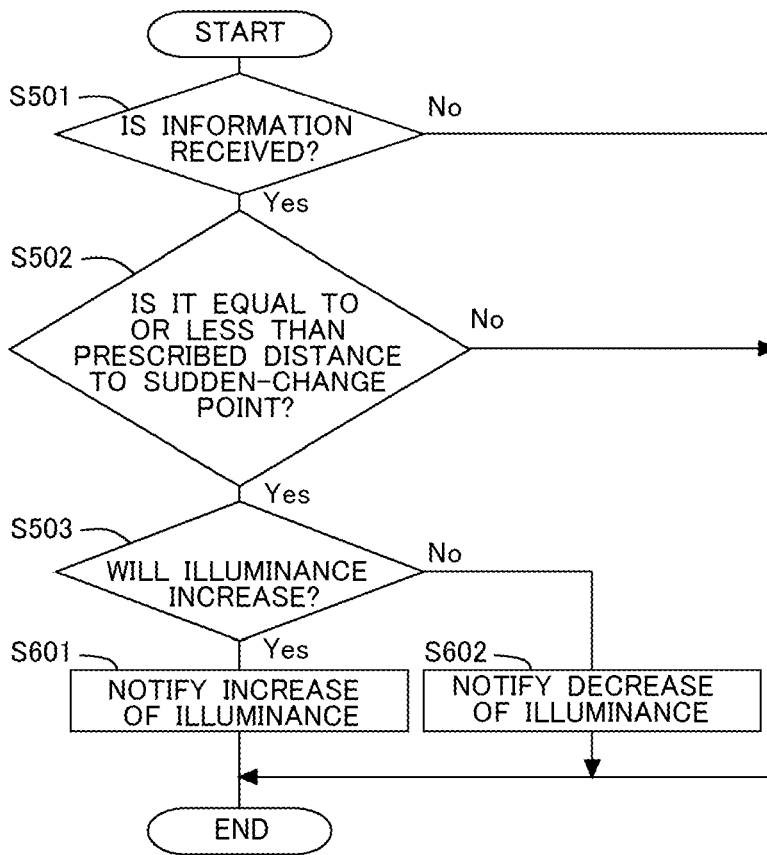 START
S501
IS INFORMATION
RECEIVED?
No
Yes
S502
IS IT EQUAL TO
OR LESS THAN
PRESCRIBED DISTANCE
TO SUDDEN-CHANGE
POINT?
No
Yes
S503
WILL ILLUMINANCE
INCREASE?
No
Yes
S601
NOTIFY INCREASE
OF ILLUMINANCE
S602
NOTIFY DECREASE
OF ILLUMINANCE
END